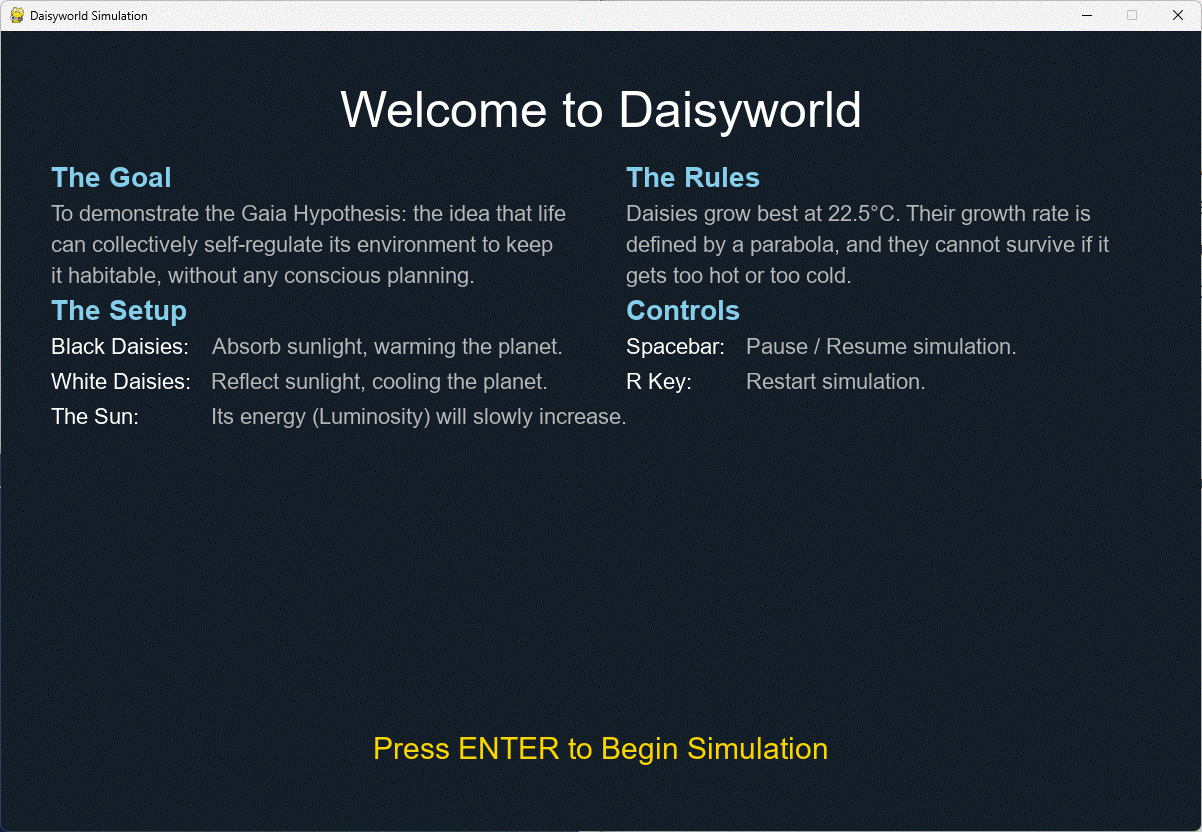 Daisyworld Simulation
Welcome to Daisyworld
The Goal
To demonstrate the Gaia Hypothesis: the idea that life
can collectively self-regulate its environment to keep
it habitable, without any conscious planning.
The Setup
Black Daisies: Absorb sunlight, warming the planet.
White Daisies: Reflect sunlight, cooling the planet.
The Sun: Its energy (Luminosity) will slowly increase.
The Rules
Daisies grow best at 22.5°C. Their growth rate is
defined by a parabola, and they cannot survive if it
gets too hot or too cold.
Controls
Spacebar: Pause / Resume simulation.
R Key: Restart simulation.
Press ENTER to Begin Simulation